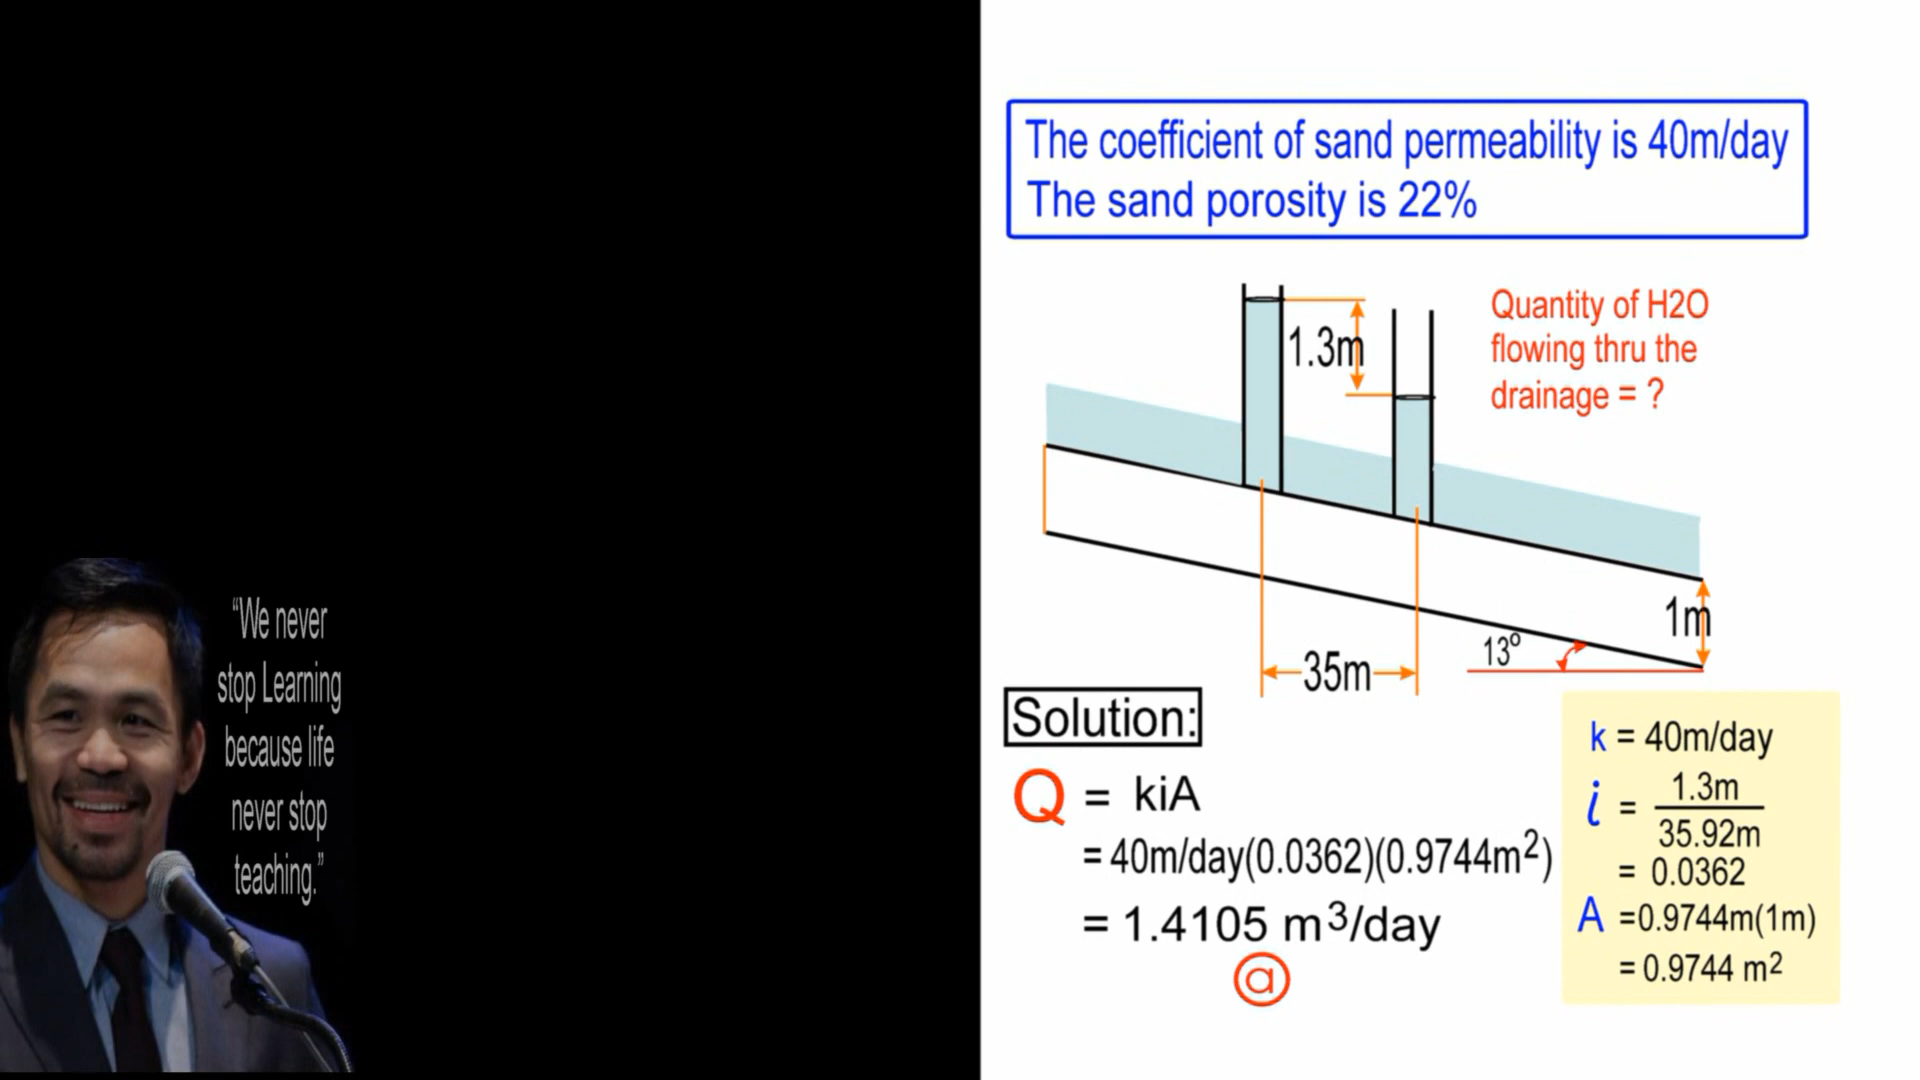 “We never
stop Learning
because life
never stop
teaching.”
The coefficient of sand permeability is 40m/day
The sand porosity is 22%
Quantity of H2O
flowing thru the
drainage = ?
1.3m
1m
13°
35m
Solution:
Q = kiA
= 40m/day(0.0362)(0.9744m²)
= 1.4105 m³/day
ⓐ
k = 40m/day
i = 1.3m
35.92m
= 0.0362
A =0.9744m(1m)
= 0.9744 m²